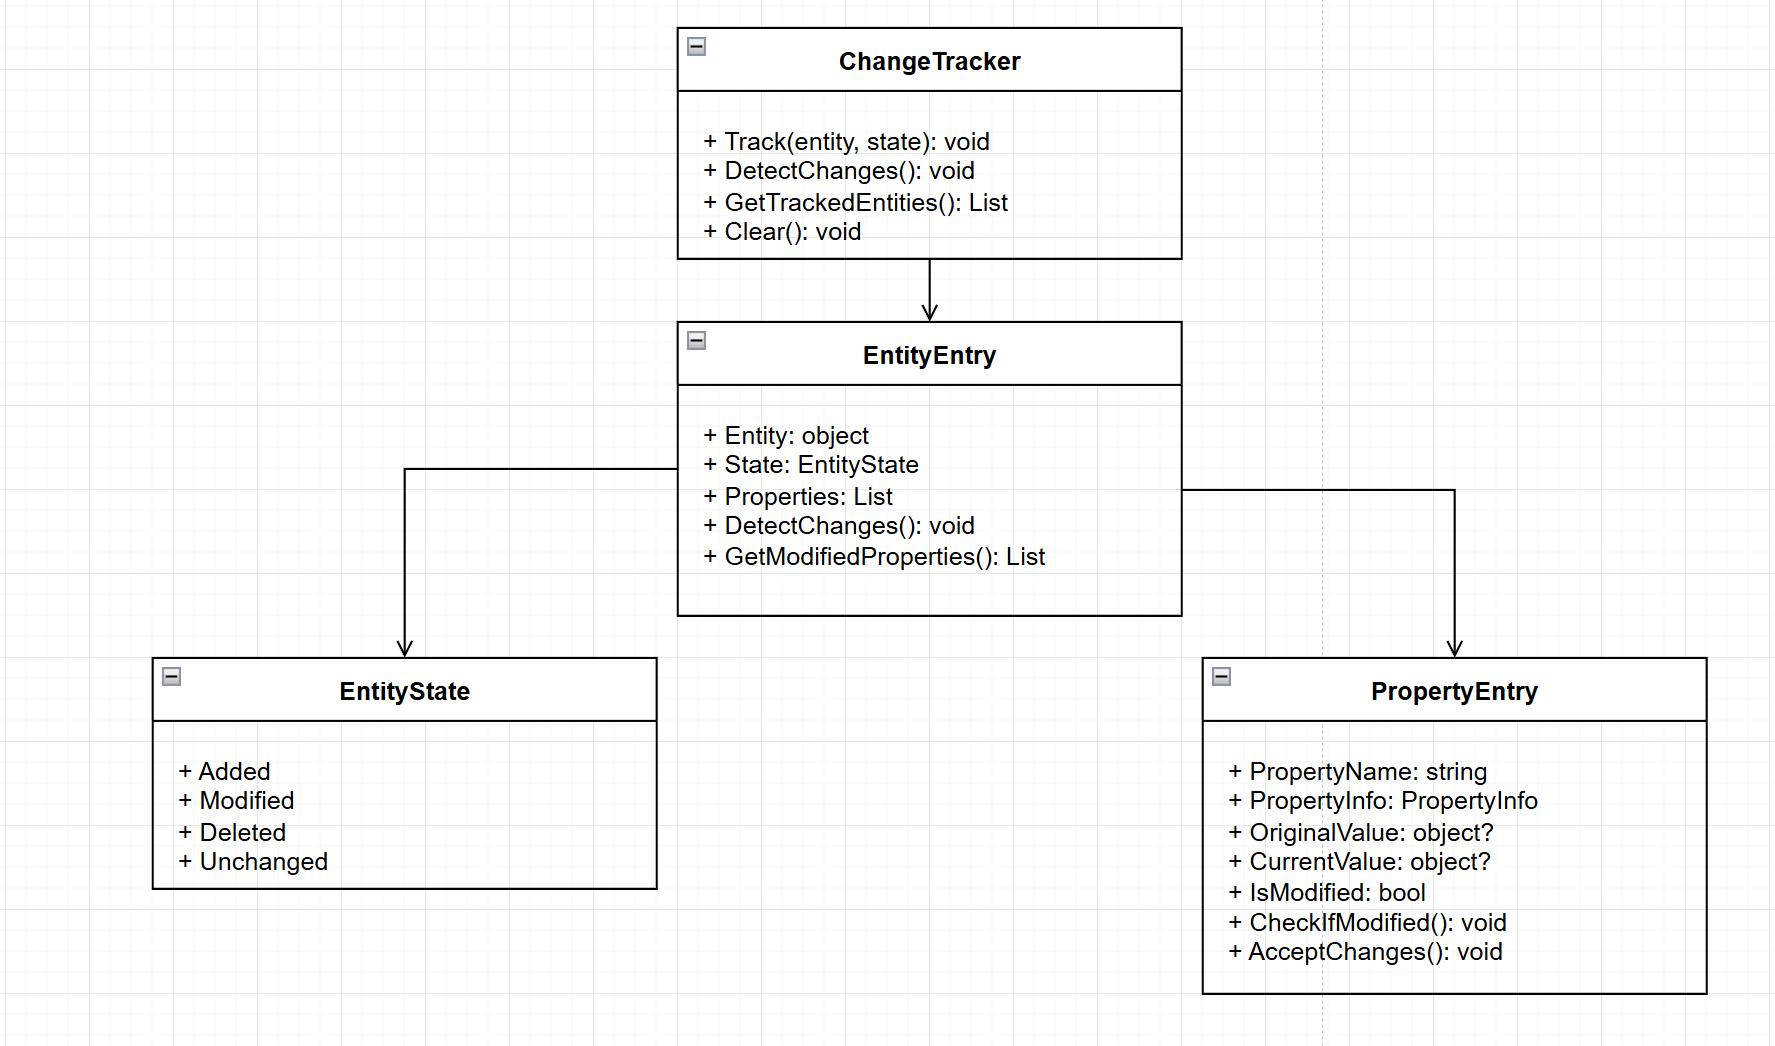 ChangeTracker
+ Track(entity, state): void
+ DetectChanges(): void
+ GetTrackedEntities(): List
+ Clear(): void
EntityEntry
+ Entity: object
+ State: EntityState
+ Properties: List
+ DetectChanges(): void
+ GetModifiedProperties(): List
EntityState
+ Added
+ Modified
+ Deleted
+ Unchanged
PropertyEntry
+ PropertyName: string
+ PropertyInfo: PropertyInfo
+ OriginalValue: object?
+ CurrentValue: object?
+ IsModified: bool
+ CheckIfModified(): void
+ AcceptChanges(): void